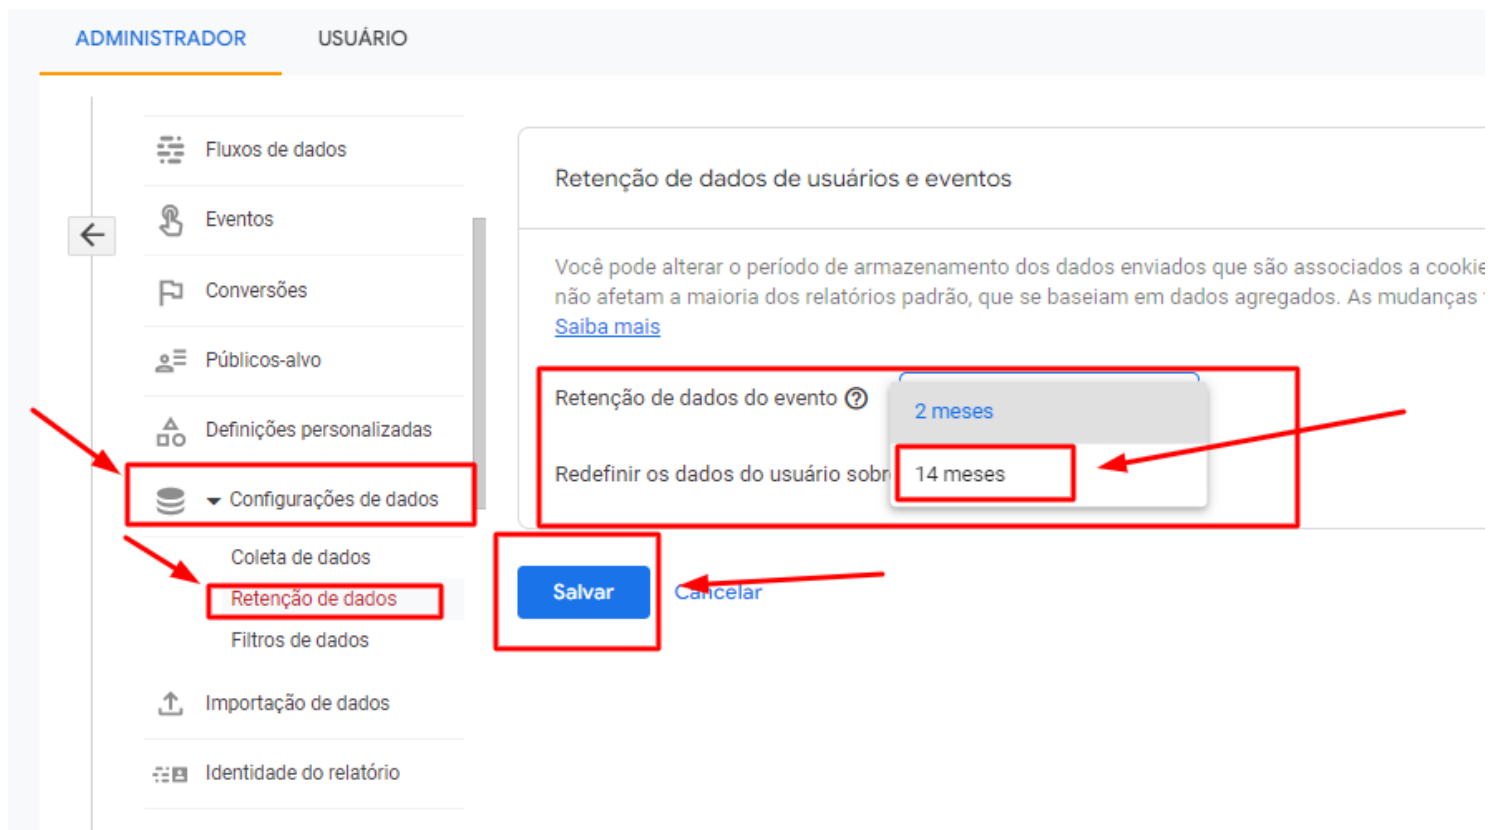 ADMINISTRADOR
USUÁRIO
Fluxos de dados
Eventos
Conversões
Públicos-alvo
Definições personalizadas
Configurações de dados
Coleta de dados
Retenção de dados
Filtros de dados
Importação de dados
Identidade do relatório
Retenção de dados de usuários e eventos
Você pode alterar o período de armazenamento dos dados enviados que são associados a cookie
não afetam a maioria dos relatórios padrão, que se baseiam em dados agregados. As mudanças
Saiba mais
Retenção de dados do evento
2 meses
Redefinir os dados do usuário sobr
14 meses
Salvar
Cancelar